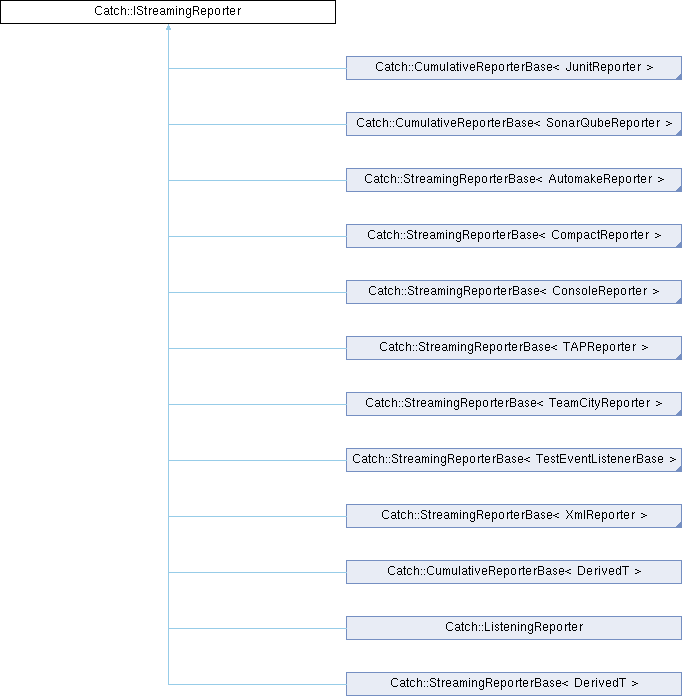 Catch::IStreamingReporter
Catch::CumulativeReporterBase< JunitReporter >
Catch::CumulativeReporterBase< SonarQubeReporter >
Catch::StreamingReporterBase< AutomakeReporter >
Catch::StreamingReporterBase< CompactReporter >
Catch::StreamingReporterBase< ConsoleReporter >
Catch::StreamingReporterBase< TAPReporter >
Catch::StreamingReporterBase< TeamCityReporter >
Catch::StreamingReporterBase< TestEventListenerBase >
Catch::StreamingReporterBase< XmlReporter >
Catch::CumulativeReporterBase< DerivedT >
Catch::ListeningReporter
Catch::StreamingReporterBase< DerivedT >